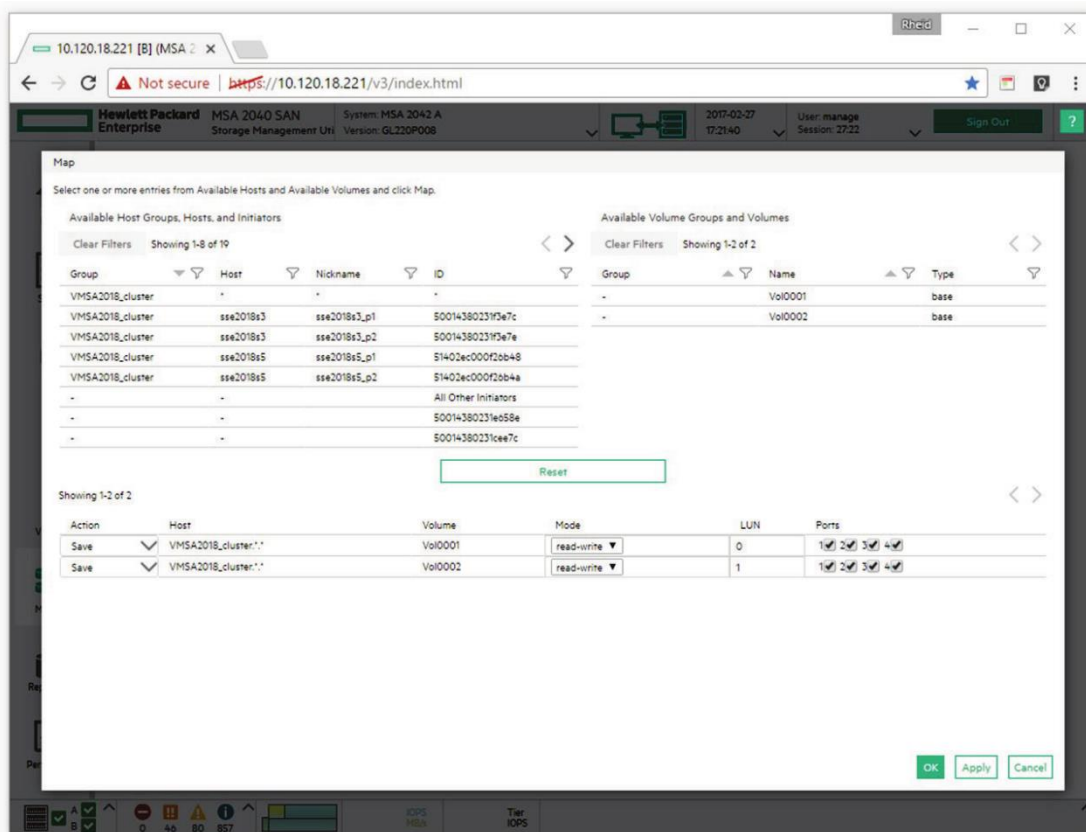 Rheid
10.120.18.221 [B] (MSA 2
Not secure | https://10.120.18.221/v3/index.html
Hewlett Packard Enterprise
MSA 2040 SAN
Storage Management Uti
System: MSA 2042 A
Version: GL220P008
2017-02-27
17:21:40
User: manage
Session: 27:22
Sign Out
?
Map
Select one or more entries from Available Hosts and Available Volumes and click Map.
Available Host Groups, Hosts, and Initiators
Clear Filters Showing 1-8 of 19
Group Host Nickname ID
VMSA2018_cluster * * *
VMSA2018_cluster sse2018s3 sse2018s3_p1 50014380231f3e7c
VMSA2018_cluster sse2018s3 sse2018s3_p2 50014380231f3e7e
VMSA2018_cluster sse2018s5 sse2018s5_p1 51402ec000f26b48
VMSA2018_cluster sse2018s5 sse2018s5_p2 51402ec000f26b4a
- - All Other Initiators
- - 50014380231e658e
- - 50014380231cee7c
Available Volume Groups and Volumes
Clear Filters Showing 1-2 of 2
Group Name Type
- Vol0001 base
- Vol0002 base
Reset
Showing 1-2 of 2
Action Host Volume Mode LUN Ports
Save VMSA2018_cluster.*.* Vol0001 read-write 0 1 2 3 4
Save VMSA2018_cluster.*.* Vol0002 read-write 1 1 2 3 4
OK Apply Cancel
A
B
0 46 80 857
IOPS
MB/s
Tier
IOPS